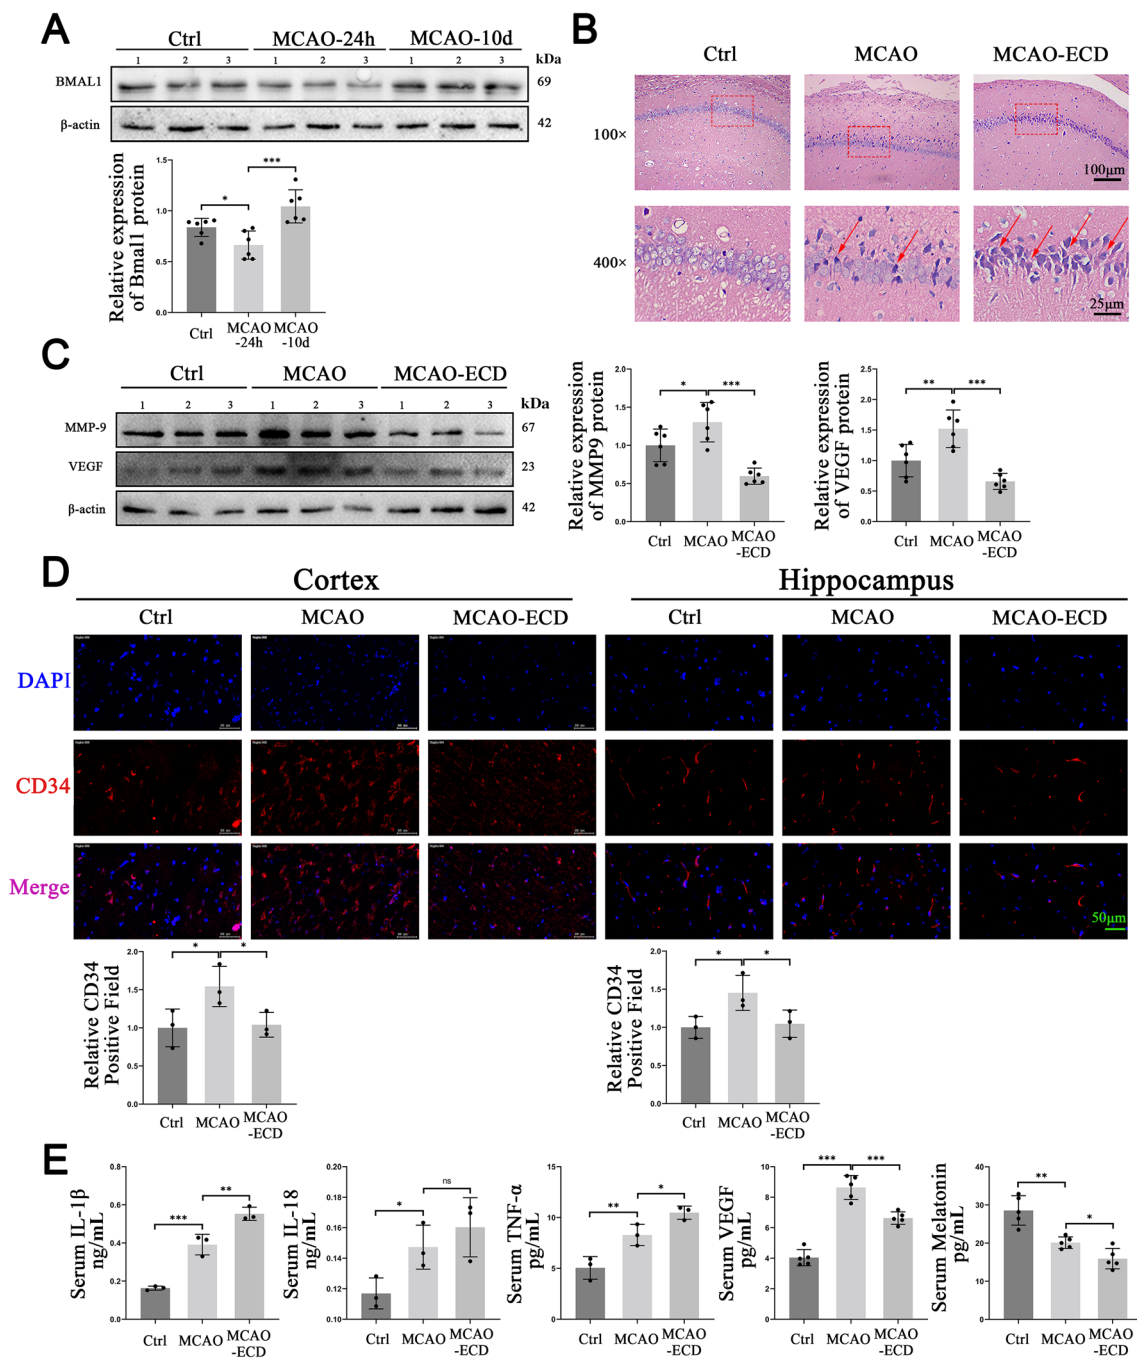 A
Ctrl MCAO-24h MCAO-10d
1 2 3 1 2 3 1 2 3 kDa
BMAL1 69
β-actin 42
Relative expression
of Bmal1 protein
1.5
1.0
0.5
0.0
* ***
Ctrl MCAO
-24h MCAO
-10d
B
Ctrl MCAO MCAO-ECD
100×
100μm
400×
25μm
C
Ctrl MCAO MCAO-ECD
1 2 3 1 2 3 1 2 3 kDa
MMP-9 67
VEGF 23
β-actin 42
Relative expression
of MMP9 protein
2.0
1.5
1.0
0.5
0.0
* ***
Ctrl MCAO MCAO
-ECD
Relative expression
of VEGF protein
2.5
2.0
1.5
1.0
0.5
0.0
** ***
Ctrl MCAO MCAO
-ECD
D
Cortex Hippocampus
Ctrl MCAO MCAO-ECD Ctrl MCAO MCAO-ECD
DAPI
CD34
Merge
50μm
Relative CD34
Positive Field
2.0
1.5
1.0
0.5
0.0
* *
Ctrl MCAO MCAO
-ECD
Relative CD34
Positive Field
2.0
1.5
1.0
0.5
0.0
* *
Ctrl MCAO MCAO
-ECD
E
Serum IL-1β
ng/mL
0.8
0.6
0.4
0.2
0.0
*** **
Ctrl MCAO MCAO
-ECD
Serum IL-18
ng/mL
0.20
0.18
0.16
0.14
0.12
0.10
* ns
Ctrl MCAO MCAO
-ECD
Serum TNF-α
pg/mL
15
10
5
0
** *
Ctrl MCAO MCAO
-ECD
Serum VEGF
pg/mL
10
8
6
4
2
0
*** ***
Ctrl MCAO MCAO
-ECD
Serum Melatonin
pg/mL
40
30
20
10
0
** *
Ctrl MCAO MCAO
-ECD